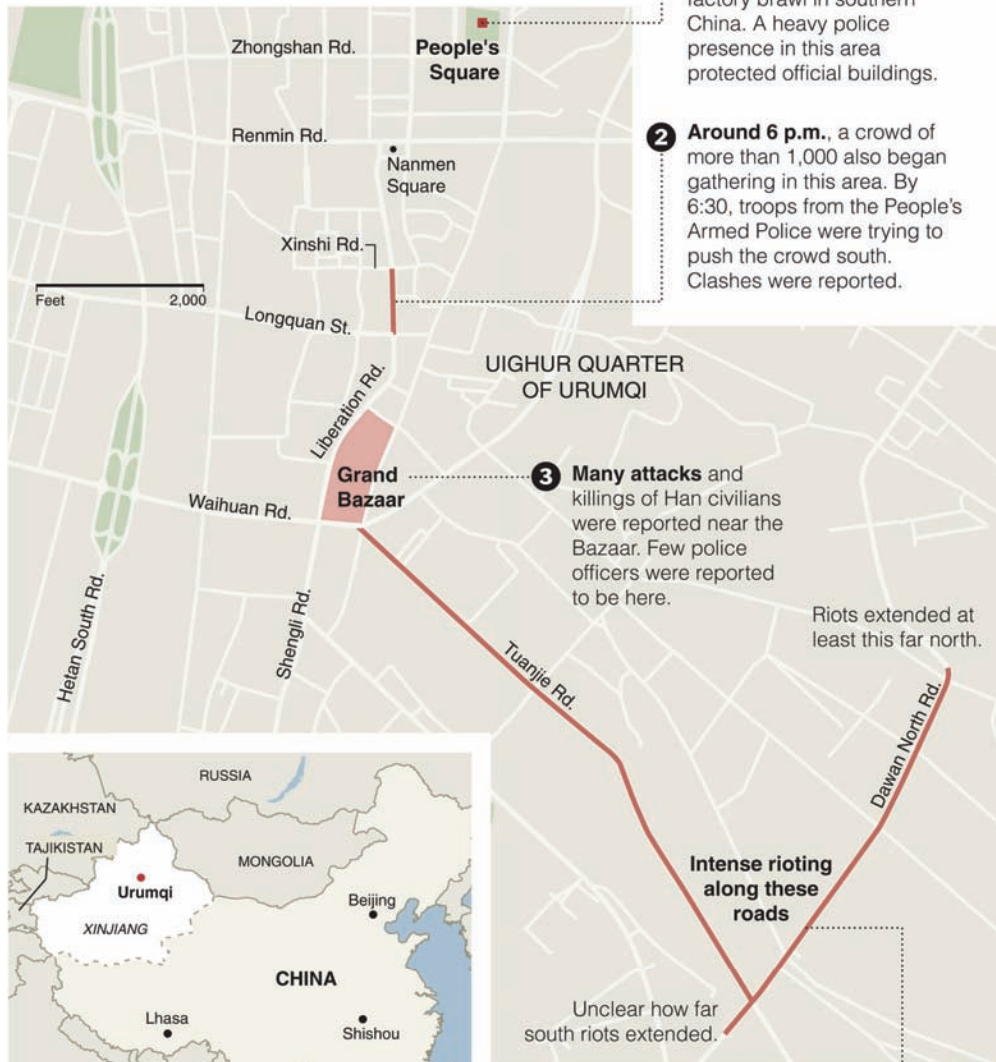 factory brawl in southern
China. A heavy police
presence in this area
protected official buildings.
Zhongshan Rd.
People's
Square
Renmin Rd.
Nanmen
Square
2 Around 6 p.m., a crowd of
more than 1,000 also began
gathering in this area. By
6:30, troops from the People's
Armed Police were trying to
push the crowd south.
Clashes were reported.
Xinshi Rd.
Feet 2,000
Longquan St.
UIGHUR QUARTER
OF URUMQI
Liberation Rd.
Grand
Bazaar
3 Many attacks and
killings of Han civilians
were reported near the
Bazaar. Few police
officers were reported
to be here.
Waihuan Rd.
Hetan South Rd.
Shengli Rd.
Tuanjie Rd.
Riots extended at
least this far north.
Dawan North Rd.
Intense rioting
along these
roads
Unclear how far
south riots extended.
RUSSIA
KAZAKHSTAN
TAJIKISTAN
MONGOLIA
Urumqi
XINJIANG
Beijing
CHINA
Lhasa
Shishou